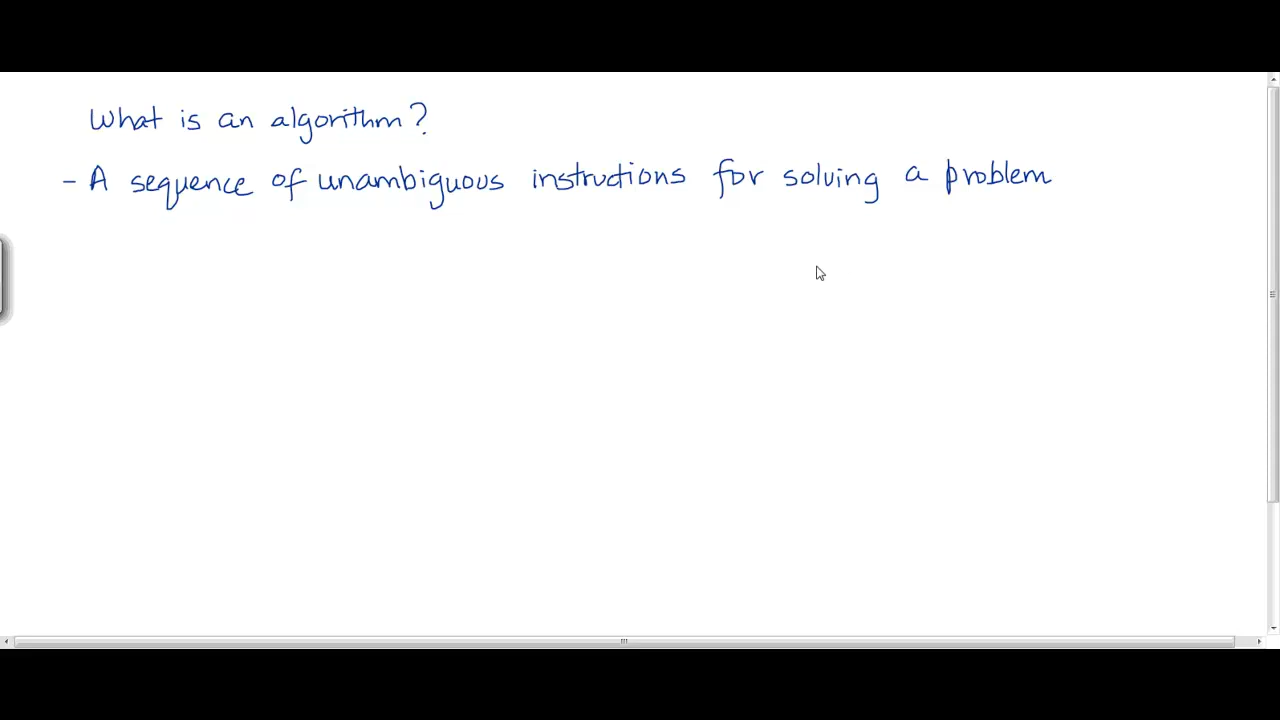 What is an algorithm?
- A sequence of unambiguous instructions for solving a problem